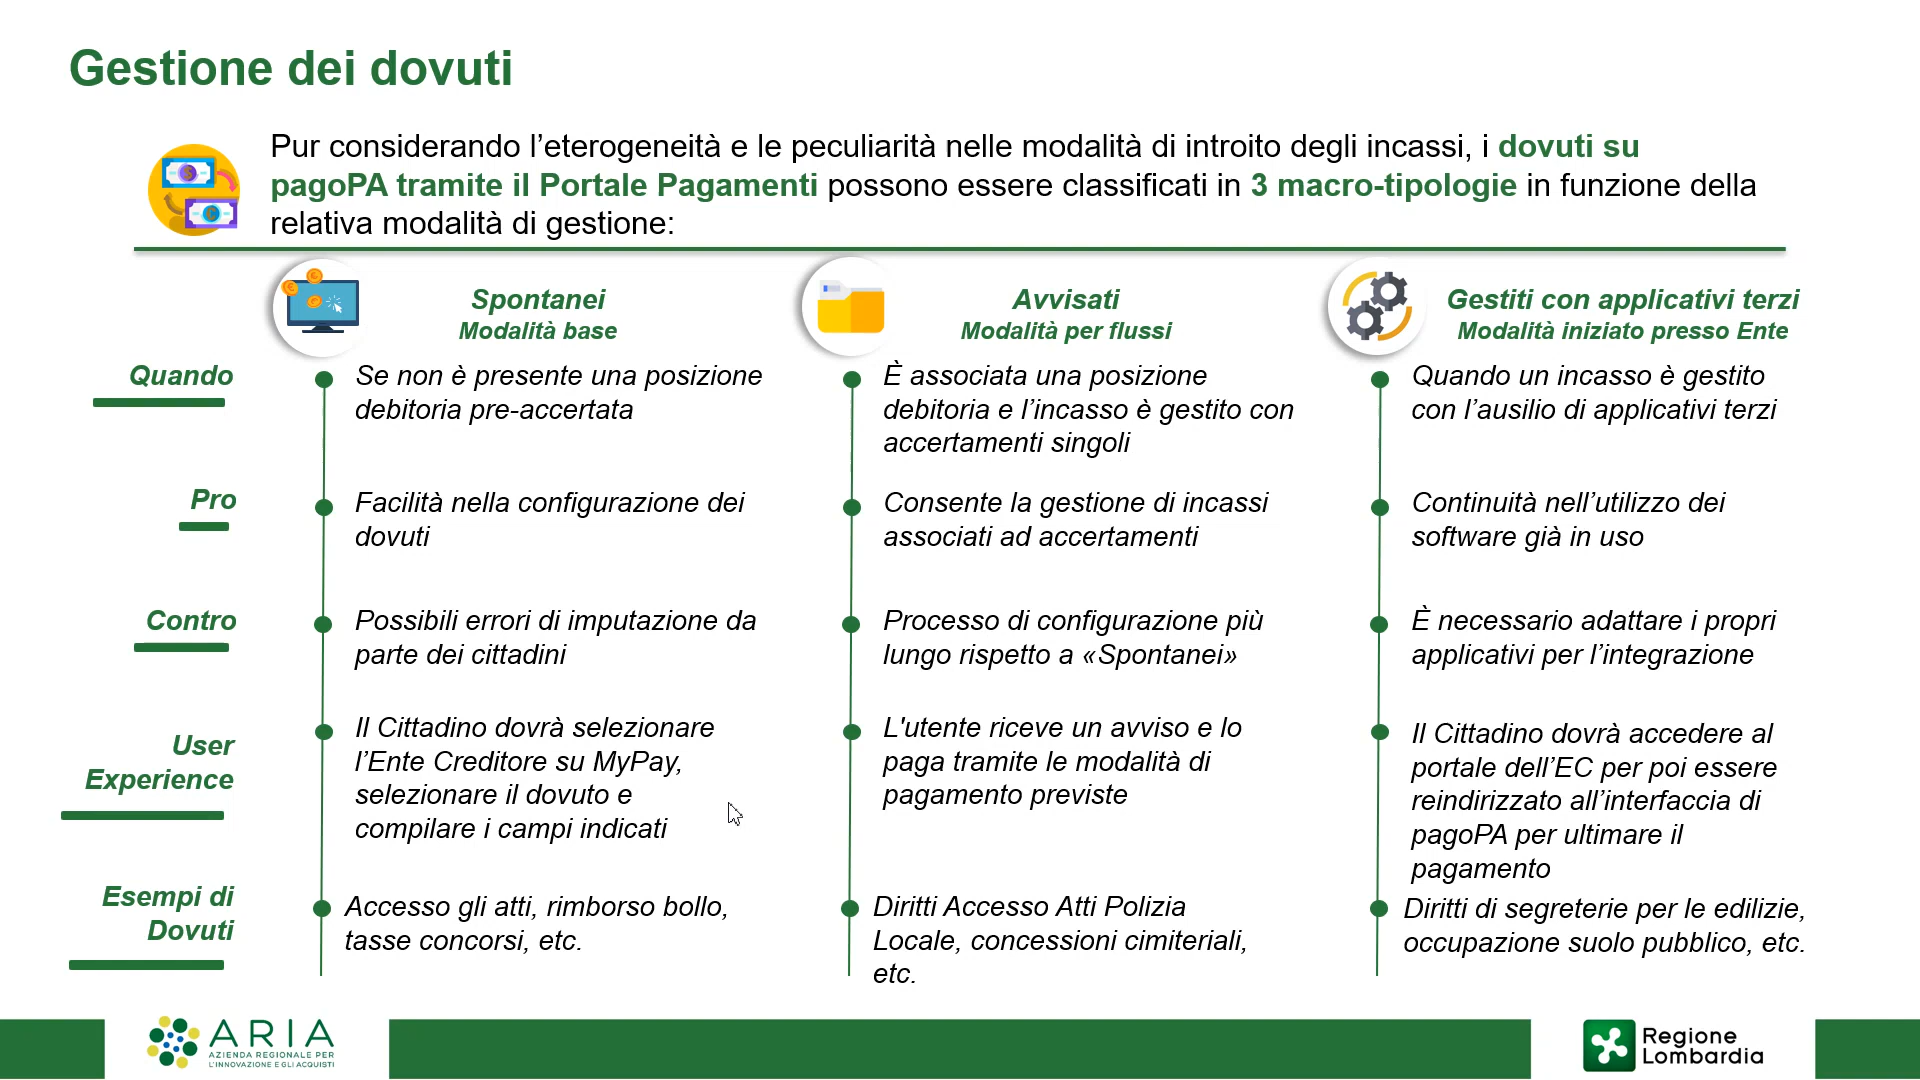 Gestione dei dovuti
Pur considerando l’eterogeneità e le peculiarità nelle modalità di introito degli incassi, i dovuti su
pagoPA tramite il Portale Pagamenti possono essere classificati in 3 macro-tipologie in funzione della
relativa modalità di gestione:
Spontanei
Modalità base
Avvisati
Modalità per flussi
Gestiti con applicativi terzi
Modalità iniziato presso Ente
Quando
Se non è presente una posizione
debitoria pre-accertata
È associata una posizione
debitoria e l’incasso è gestito con
accertamenti singoli
Quando un incasso è gestito
con l’ausilio di applicativi terzi
Pro
Facilità nella configurazione dei
dovuti
Consente la gestione di incassi
associati ad accertamenti
Continuità nell’utilizzo dei
software già in uso
Contro
Possibili errori di imputazione da
parte dei cittadini
Processo di configurazione più
lungo rispetto a «Spontanei»
È necessario adattare i propri
applicativi per l’integrazione
User
Experience
Il Cittadino dovrà selezionare
l’Ente Creditore su MyPay,
selezionare il dovuto e
compilare i campi indicati
L'utente riceve un avviso e lo
paga tramite le modalità di
pagamento previste
Il Cittadino dovrà accedere al
portale dell’EC per poi essere
reindirizzato all’interfaccia di
pagoPA per ultimare il
pagamento
Esempi di
Dovuti
Accesso gli atti, rimborso bollo,
tasse concorsi, etc.
Diritti Accesso Atti Polizia
Locale, concessioni cimiteriali,
etc.
Diritti di segreterie per le edilizie,
occupazione suolo pubblico, etc.
ARIA
AZIENDA REGIONALE PER
L'INNOVAZIONE E GLI ACQUISTI
Regione
Lombardia